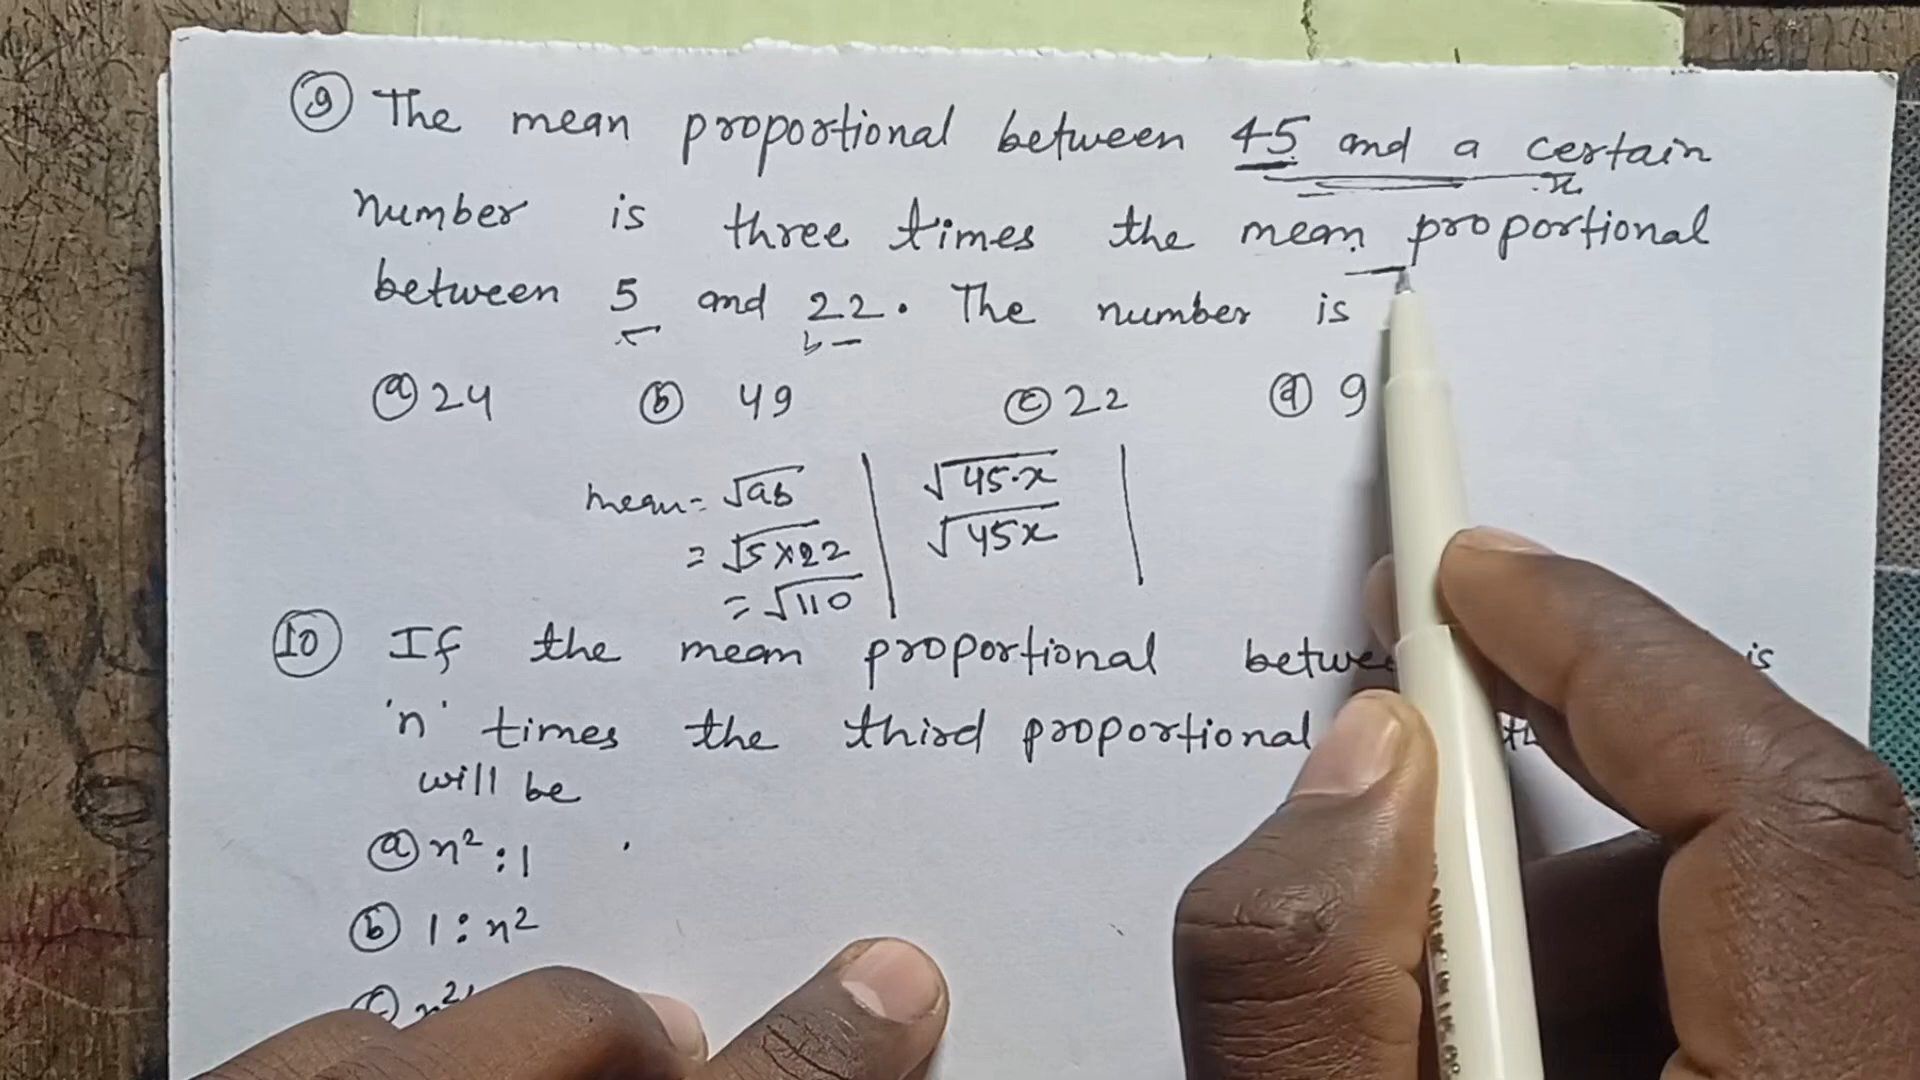 9 The mean proportional between 45 and a certain
x
number is three times the mean proportional
between 5 and 22. The number is
a 24 b 49 c 22 d 9
mean = √ab
= √5×22
= √110
√45.x
√45x
10 If the mean proportional is
'n' times the third proportional
will be
a n² : 1
b 1 : n²